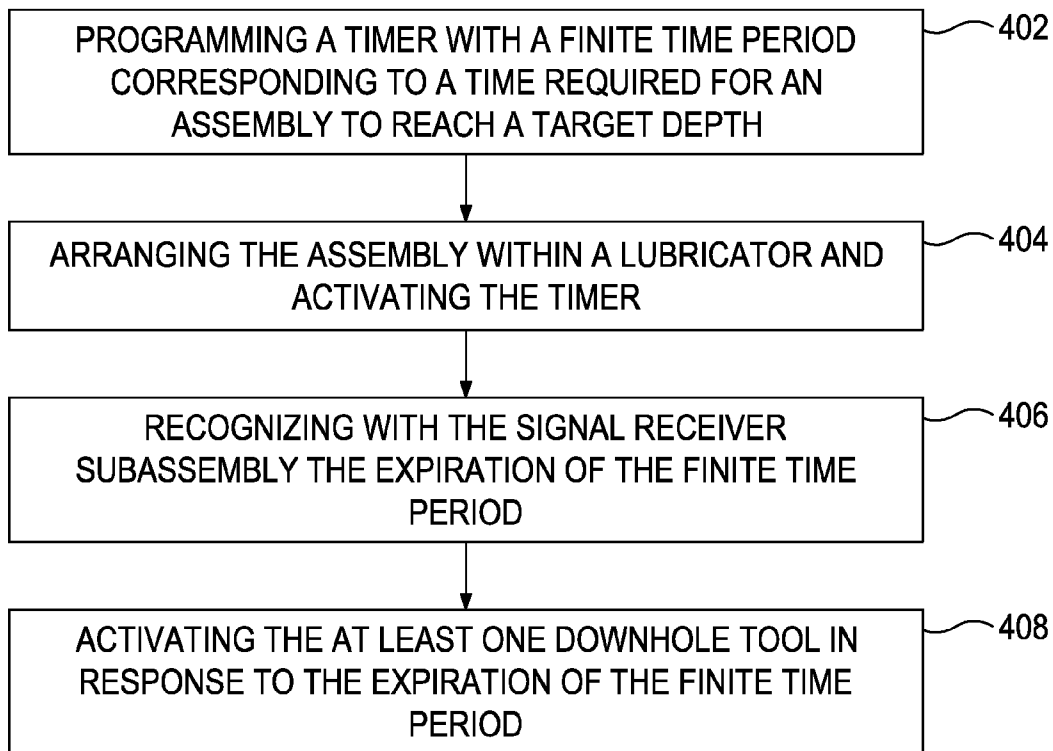 PROGRAMMING A TIMER WITH A FINITE TIME PERIOD
CORRESPONDING TO A TIME REQUIRED FOR AN
ASSEMBLY TO REACH A TARGET DEPTH
402
ARRANGING THE ASSEMBLY WITHIN A LUBRICATOR AND
ACTIVATING THE TIMER
404
RECOGNIZING WITH THE SIGNAL RECEIVER
SUBASSEMBLY THE EXPIRATION OF THE FINITE TIME
PERIOD
406
ACTIVATING THE AT LEAST ONE DOWNHOLE TOOL IN
RESPONSE TO THE EXPIRATION OF THE FINITE TIME
PERIOD
408